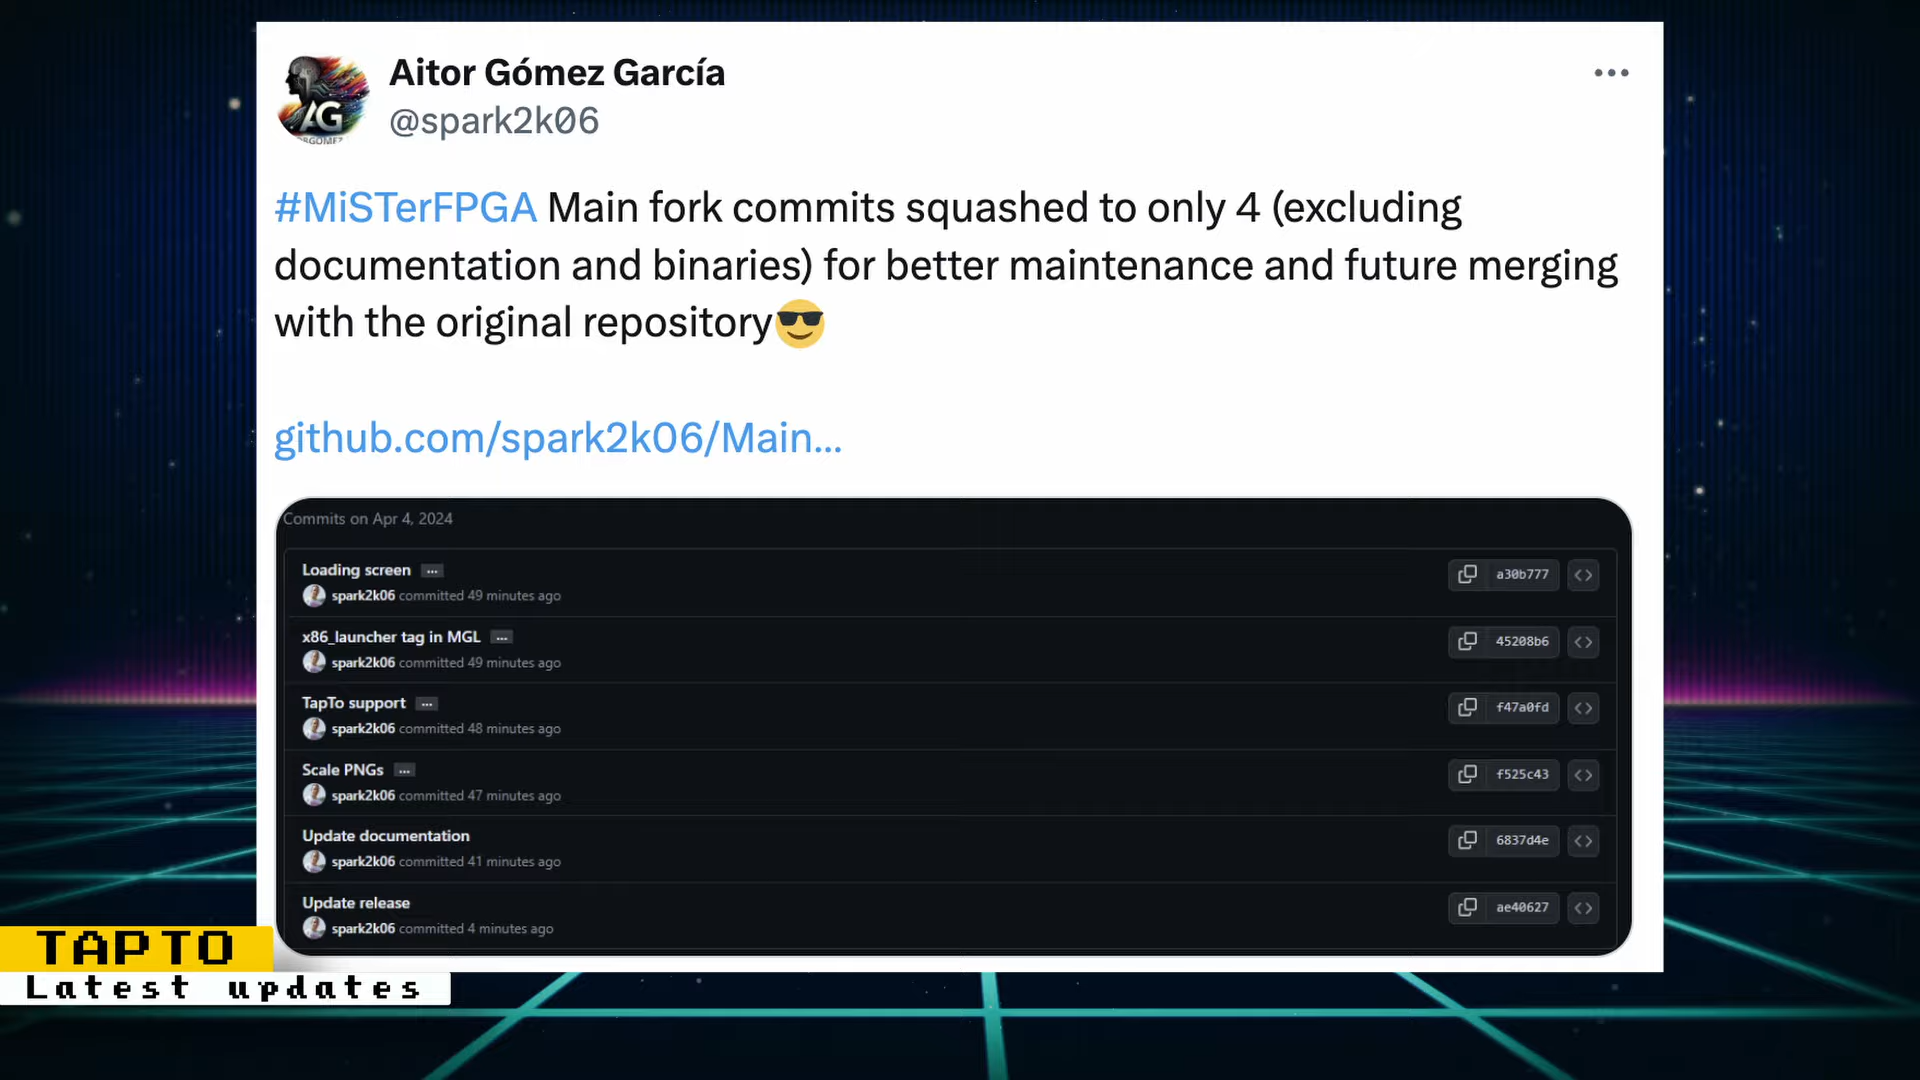 Aitor Gómez García
@spark2k06
AG
#MiSTerFPGA Main fork commits squashed to only 4 (excluding
documentation and binaries) for better maintenance and future merging
with the original repository😎
github.com/spark2k06/Main...
Commits on Apr 4, 2024
Loading screen ...
a30b777
spark2k06 committed 49 minutes ago
x86_launcher tag in MGL ...
45208b6
spark2k06 committed 49 minutes ago
TapTo support ...
f47a0fd
spark2k06 committed 48 minutes ago
Scale PNGs ...
f525c43
spark2k06 committed 47 minutes ago
Update documentation
6837d4e
spark2k06 committed 41 minutes ago
Update release
ae40627
spark2k06 committed 4 minutes ago
TAPTO
Latest updates